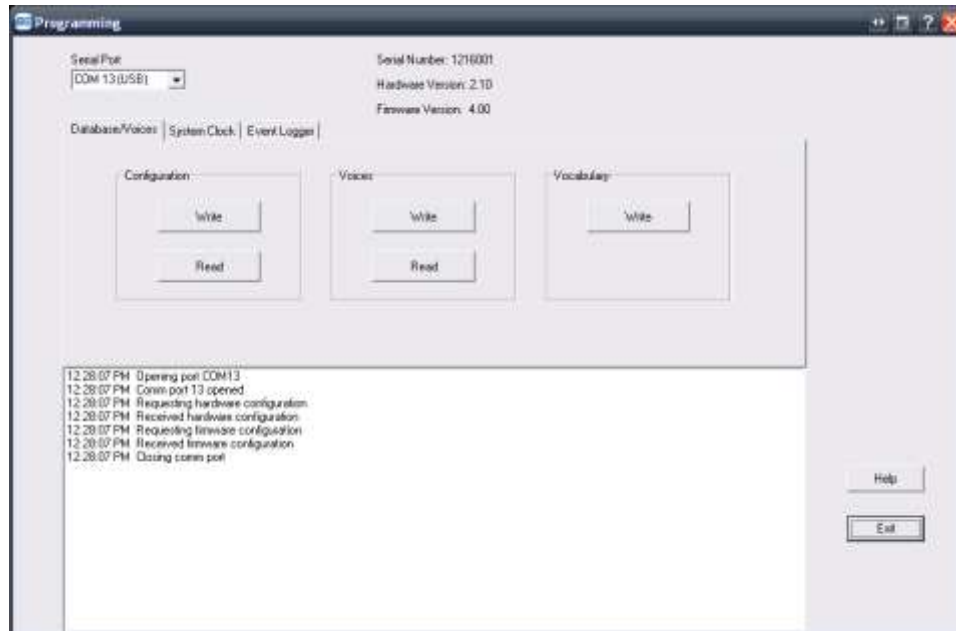 Programming
Serial Port
COM 13 (USB)
Serial Number: 1216001
Hardware Version: 2.10
Firmware Version: 4.00
Database/Voices
System Clock
Event Logger
Configuration
Voices
Vocabulary
Write
Write
Write
Read
Read
12:28:07 PM Opening port COM13
12:28:07 PM Comm port 13 opened
12:28:07 PM Requesting hardware configuration
12:28:07 PM Received hardware configuration
12:28:07 PM Requesting firmware configuration
12:28:07 PM Received firmware configuration
12:28:07 PM Closing comm port
Help
Exit